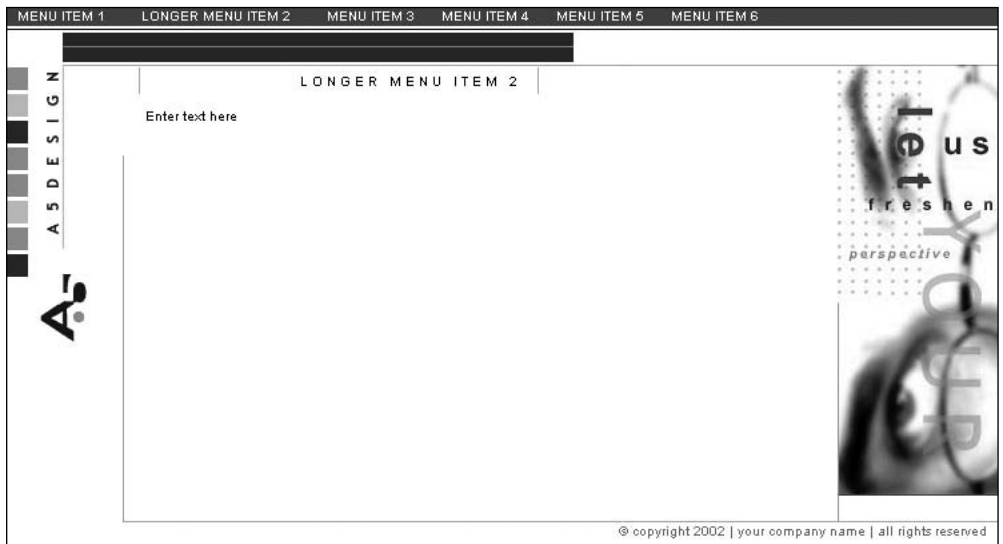 MENU ITEM 1 LONGER MENU ITEM 2 MENU ITEM 3 MENU ITEM 4 MENU ITEM 5 MENU ITEM 6
A5DESIGN
A5
LONGER MENU ITEM 2
Enter text here
let us
freshen
YOUR
perspective
© copyright 2002 | your company name | all rights reserved